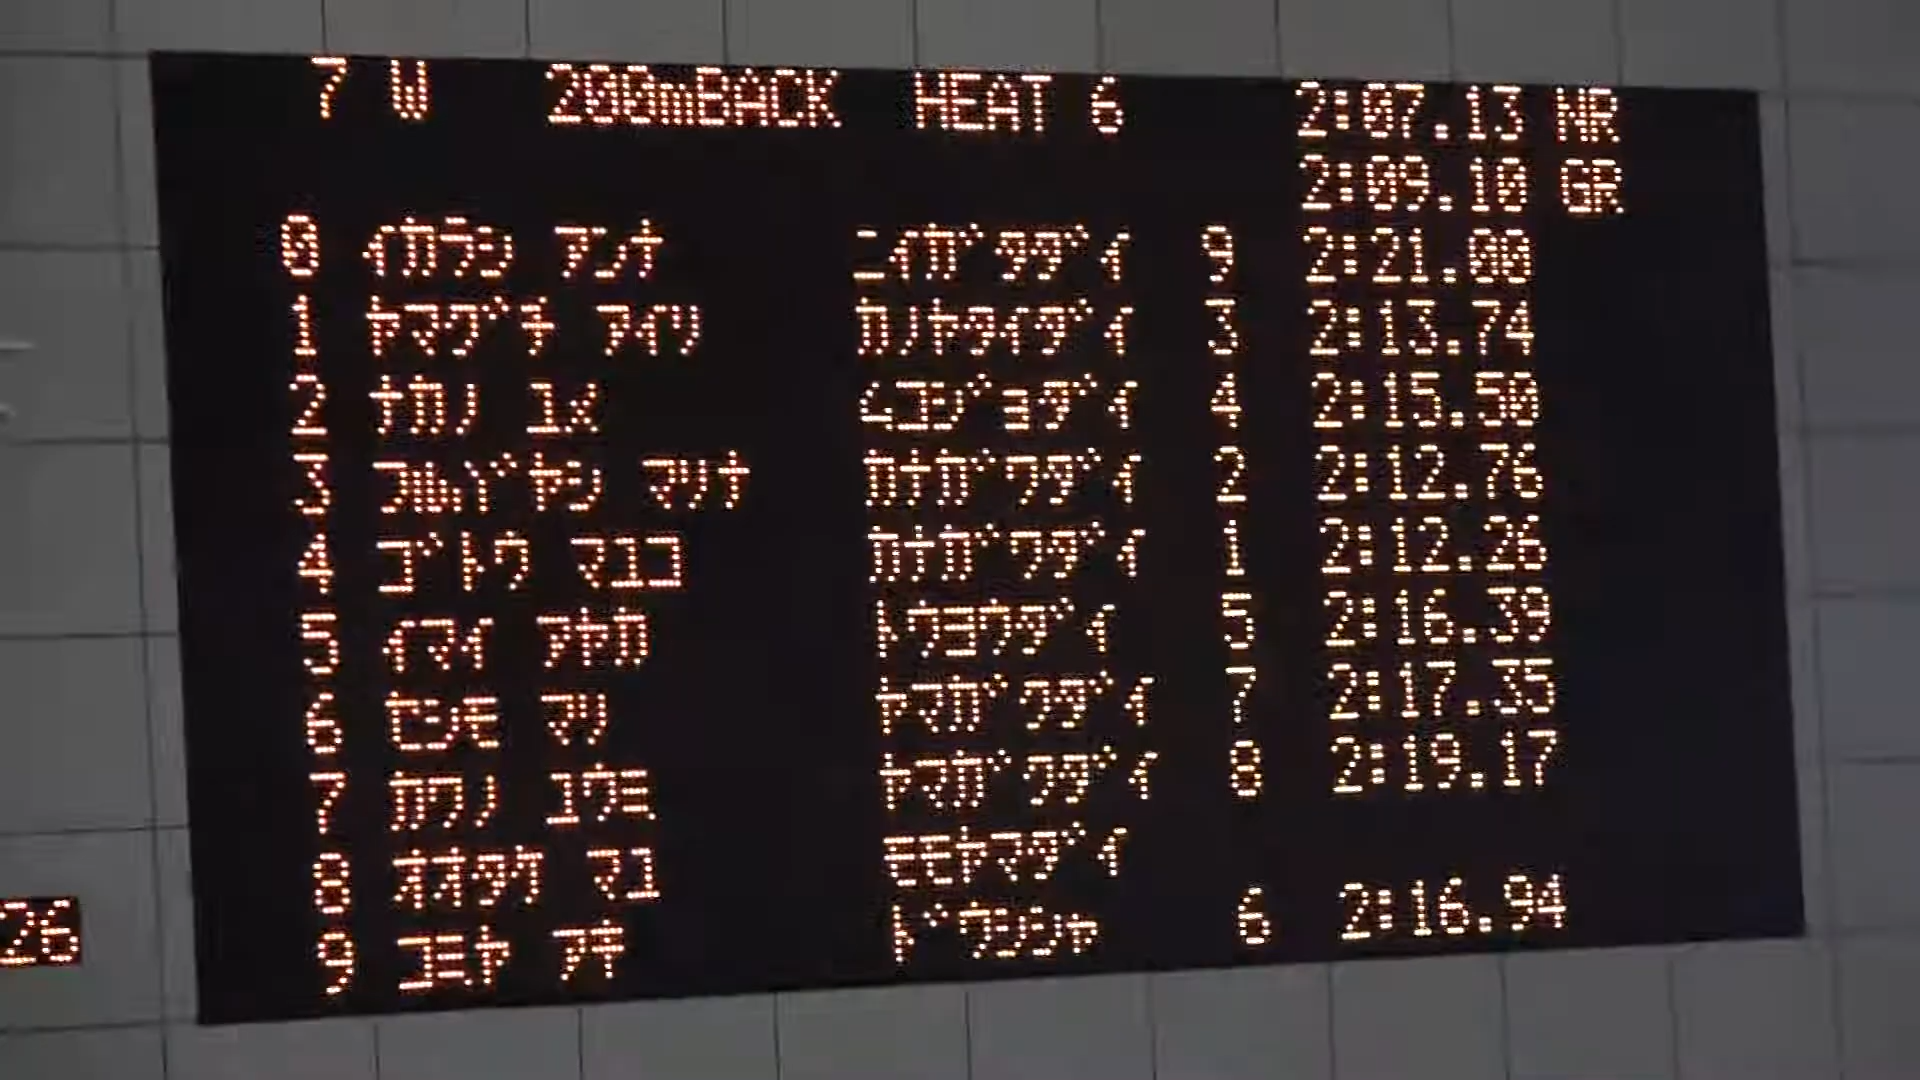 7 W 200mBACK HEAT 6 2:07.13 NR
2:09.10 GR
0 イガラシ アンナ ニイガタダイ 9 2:21.00
1 ヤマグチ アイリ カノヤタイダイ 3 2:13.74
2 ナカノ ユメ ムコジョダイ 4 2:15.50
3 フルハドヤシ マリナ カナガワダイ 2 2:12.76
4 ゴトウ マユコ カナガワダイ 1 2:12.26
5 イマイ アヤカ トウヨウダイ 5 2:16.39
6 セシモ マリ ヤマガワダイ 7 2:17.35
7 カワノ ユウミ ヤマガワダイ 8 2:19.17
8 オオタケ マユ モモヤマダイ
9 コミヤ アキ ドウシシャ 6 2:16.94
26